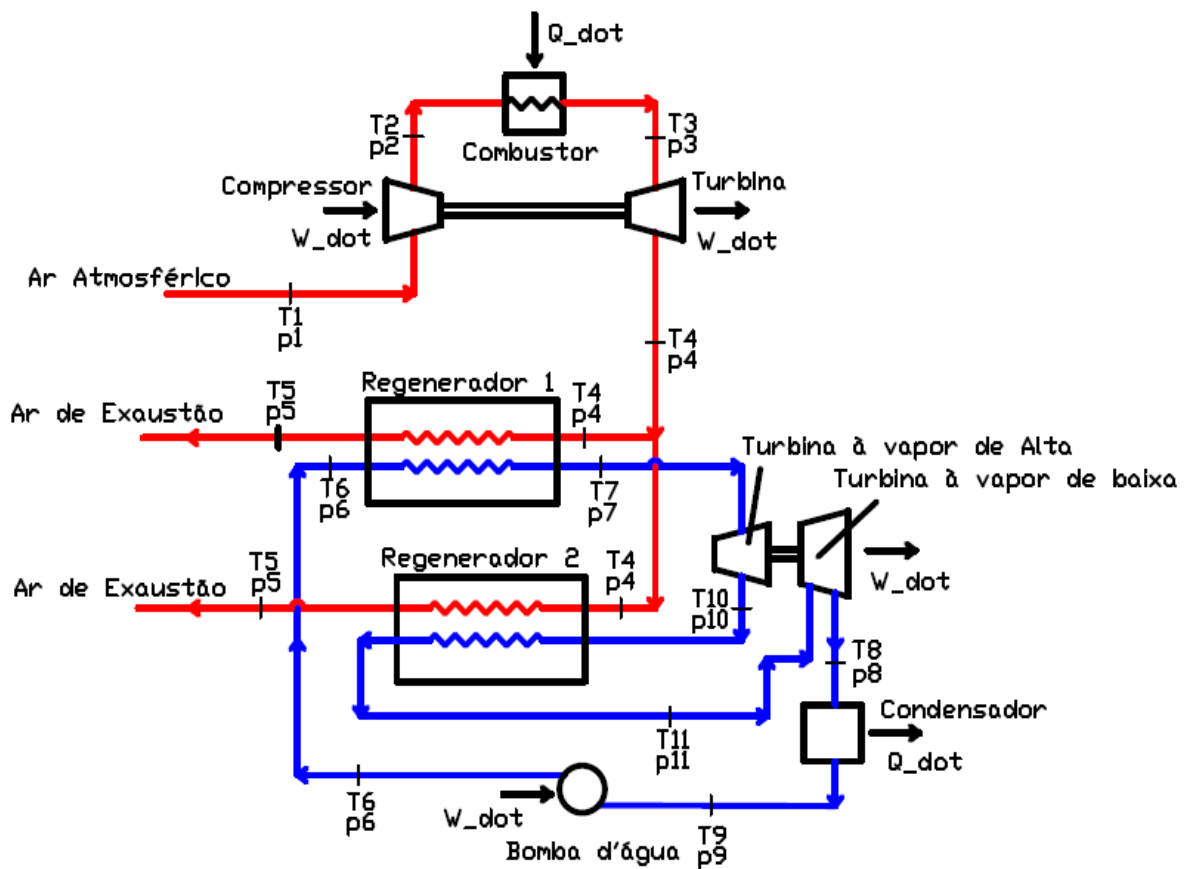 Q_dot
T2
p2
T3
p3
Combustor
Compressor
Turbina
W_dot
W_dot
Ar Atmosférico
T1
p1
T4
p4
Regenerador 1
Ar de Exaustão
T5
p5
T4
p4
T6
p6
T7
p7
Turbina à vapor de Alta
Turbina à vapor de baixa
Regenerador 2
Ar de Exaustão
T5
p5
T4
p4
W_dot
T10
p10
T8
p8
Condensador
Q_dot
T11
p11
T6
p6
W_dot
T9
p9
Bomba d'água